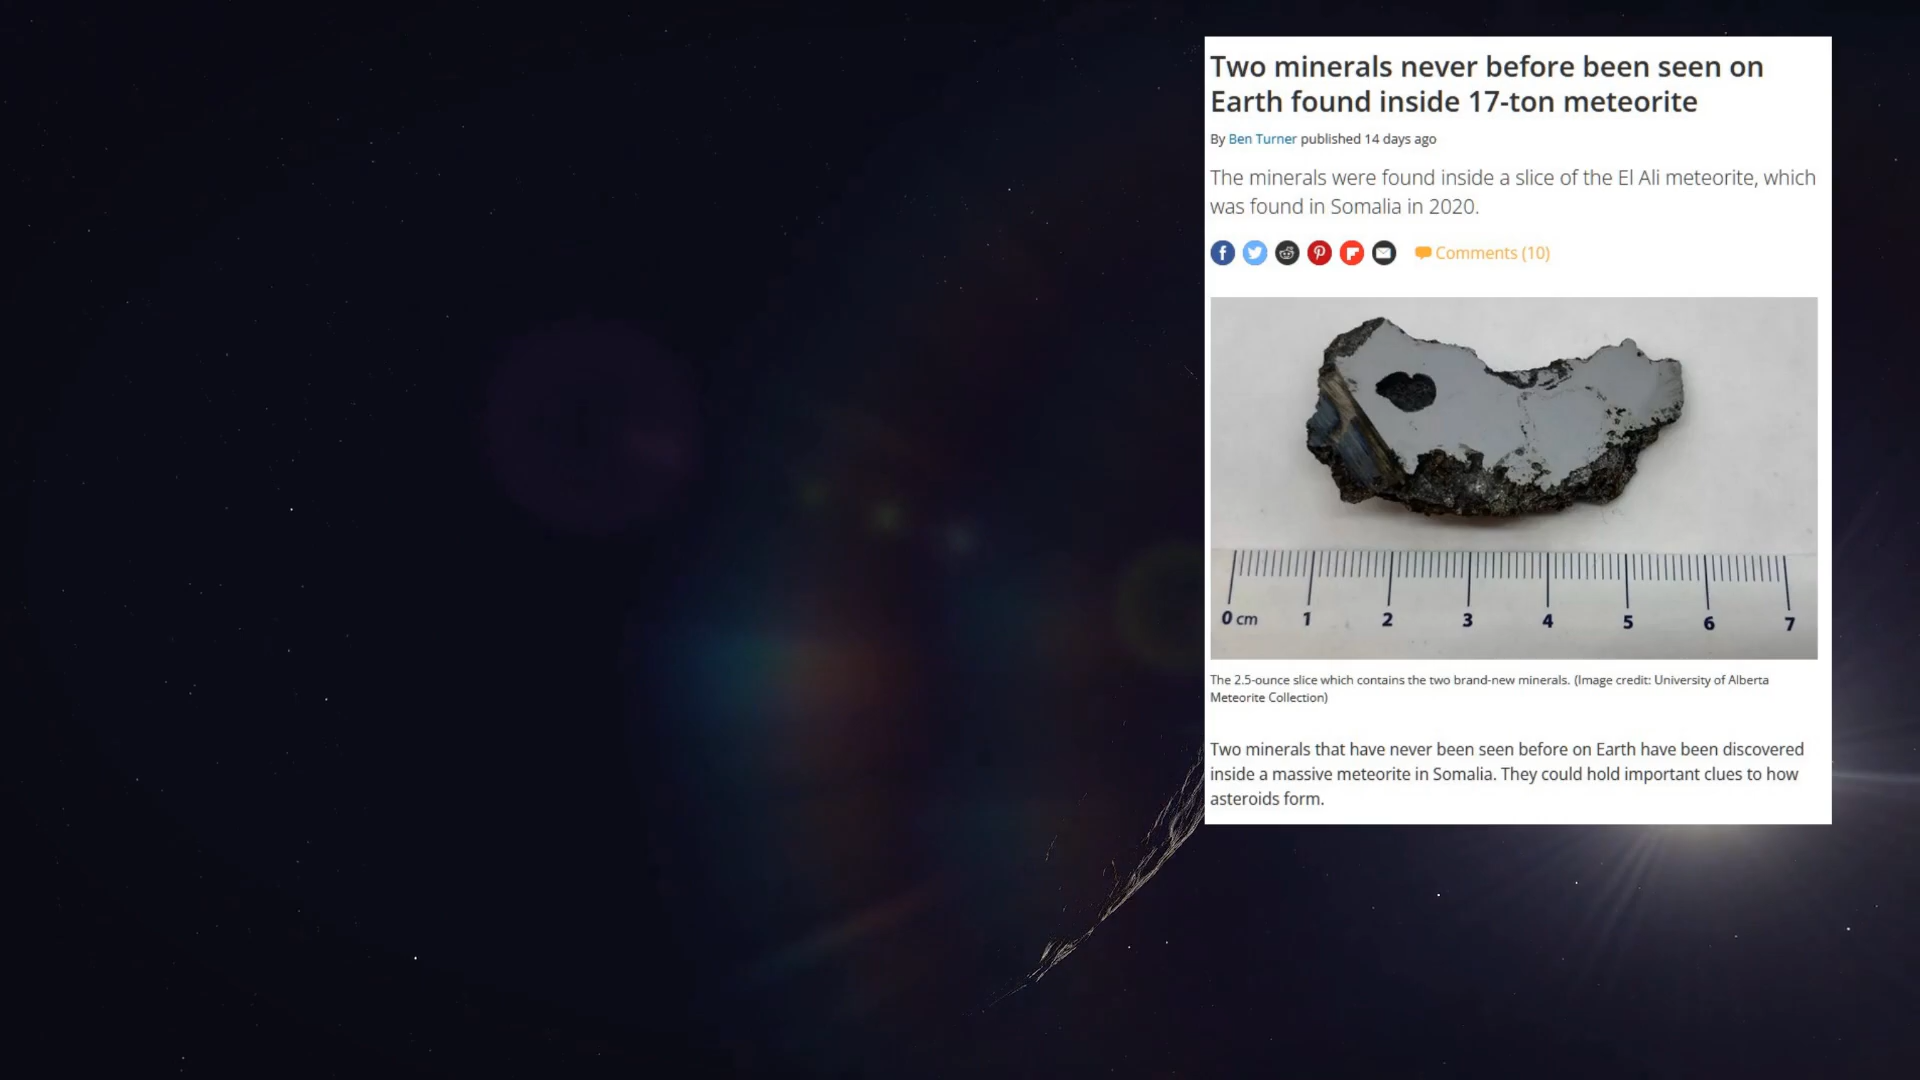 Two minerals never before been seen on
Earth found inside 17-ton meteorite
By Ben Turner published 14 days ago
The minerals were found inside a slice of the El Ali meteorite, which
was found in Somalia in 2020.
Comments (10)
0 cm 1 2 3 4 5 6 7
The 2.5-ounce slice which contains the two brand-new minerals. (Image credit: University of Alberta
Meteorite Collection)
Two minerals that have never been seen before on Earth have been discovered
inside a massive meteorite in Somalia. They could hold important clues to how
asteroids form.